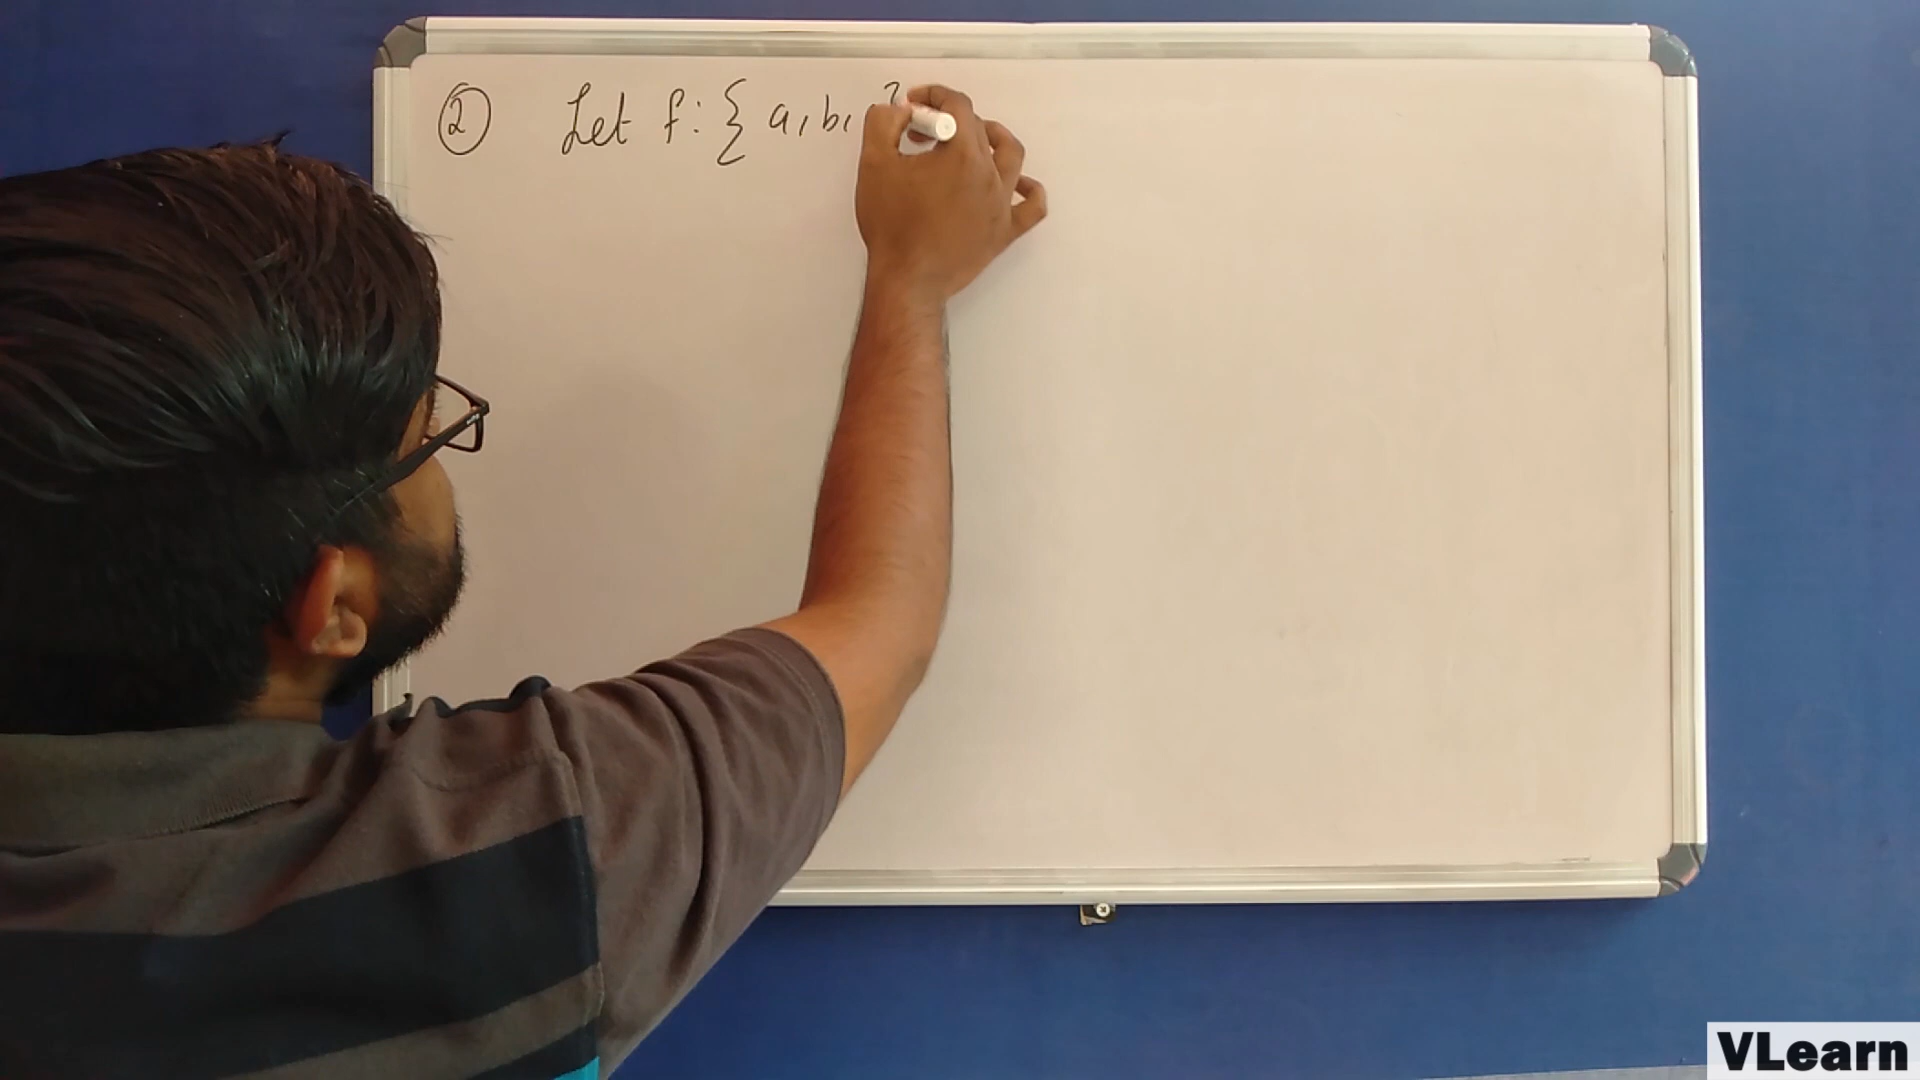 ② Let f: { a, b,
VLearn